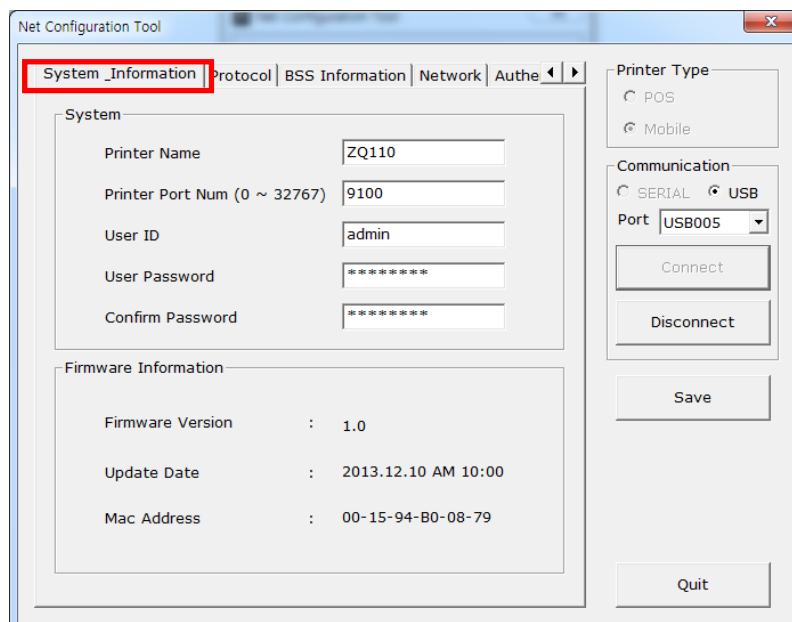 Net Configuration Tool
System _Information Protocol BSS Information Network Authe
System
Printer Name ZQ110
Printer Port Num (0 ~ 32767) 9100
User ID admin
User Password ********
Confirm Password ********
Firmware Information
Firmware Version : 1.0
Update Date : 2013.12.10 AM 10:00
Mac Address : 00-15-94-B0-08-79
Printer Type
POS
Mobile
Communication
SERIAL USB
Port USB005
Connect
Disconnect
Save
Quit